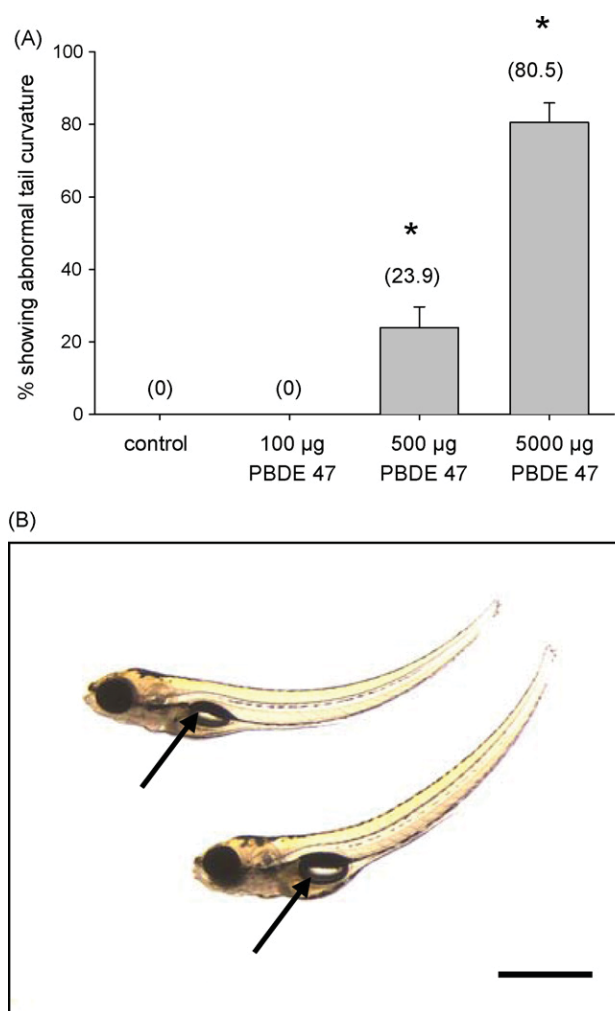 (A)
% showing abnormal tail curvature
100
80
60
40
20
0
(0)
(0)
*
(23.9)
*
(80.5)
control
100 µg
PBDE 47
500 µg
PBDE 47
5000 µg
PBDE 47
(B)